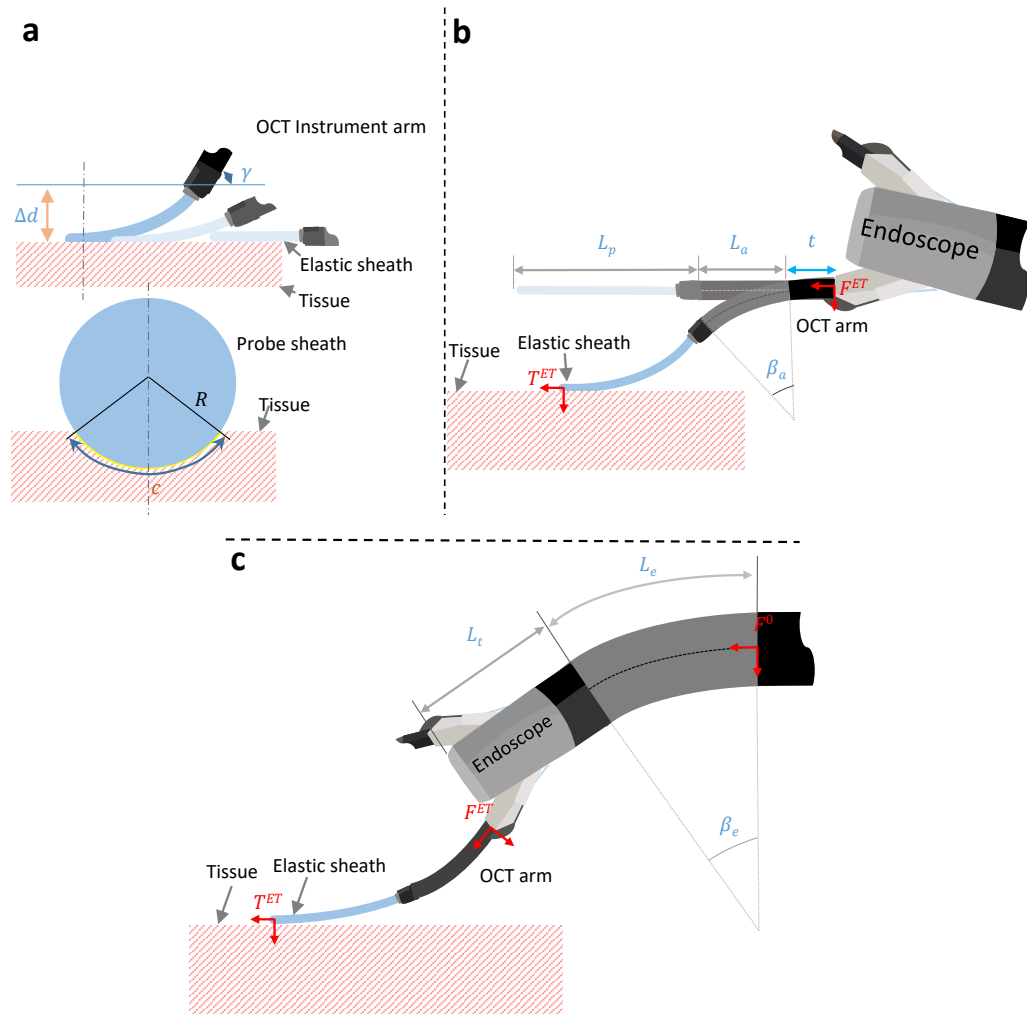 a
OCT Instrument arm
γ
Δd
Elastic sheath
Tissue
Probe sheath
R
Tissue
c
b
Endoscope
L_p
L_a
t
F^ET
OCT arm
Elastic sheath
Tissue
T^ET
β_a
c
L_e
L_t
F^0
Endoscope
F^ET
β_e
OCT arm
Elastic sheath
Tissue
T^ET